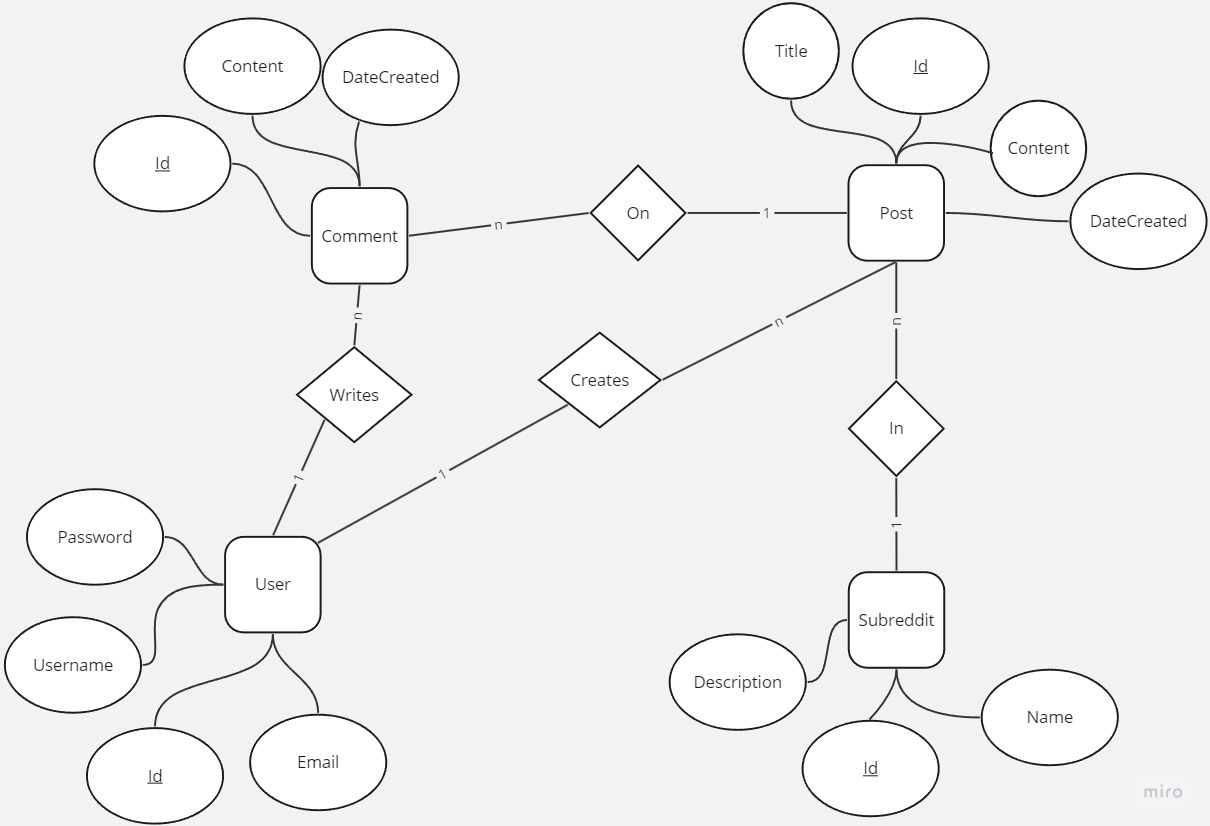 Title
Content
Id
DateCreated
Content
Id
On
Post
n
1
Comment
DateCreated
n
n
Creates
Writes
In
1
1
1
Password
User
Subreddit
Username
Description
Name
Email
Id
Id
miro